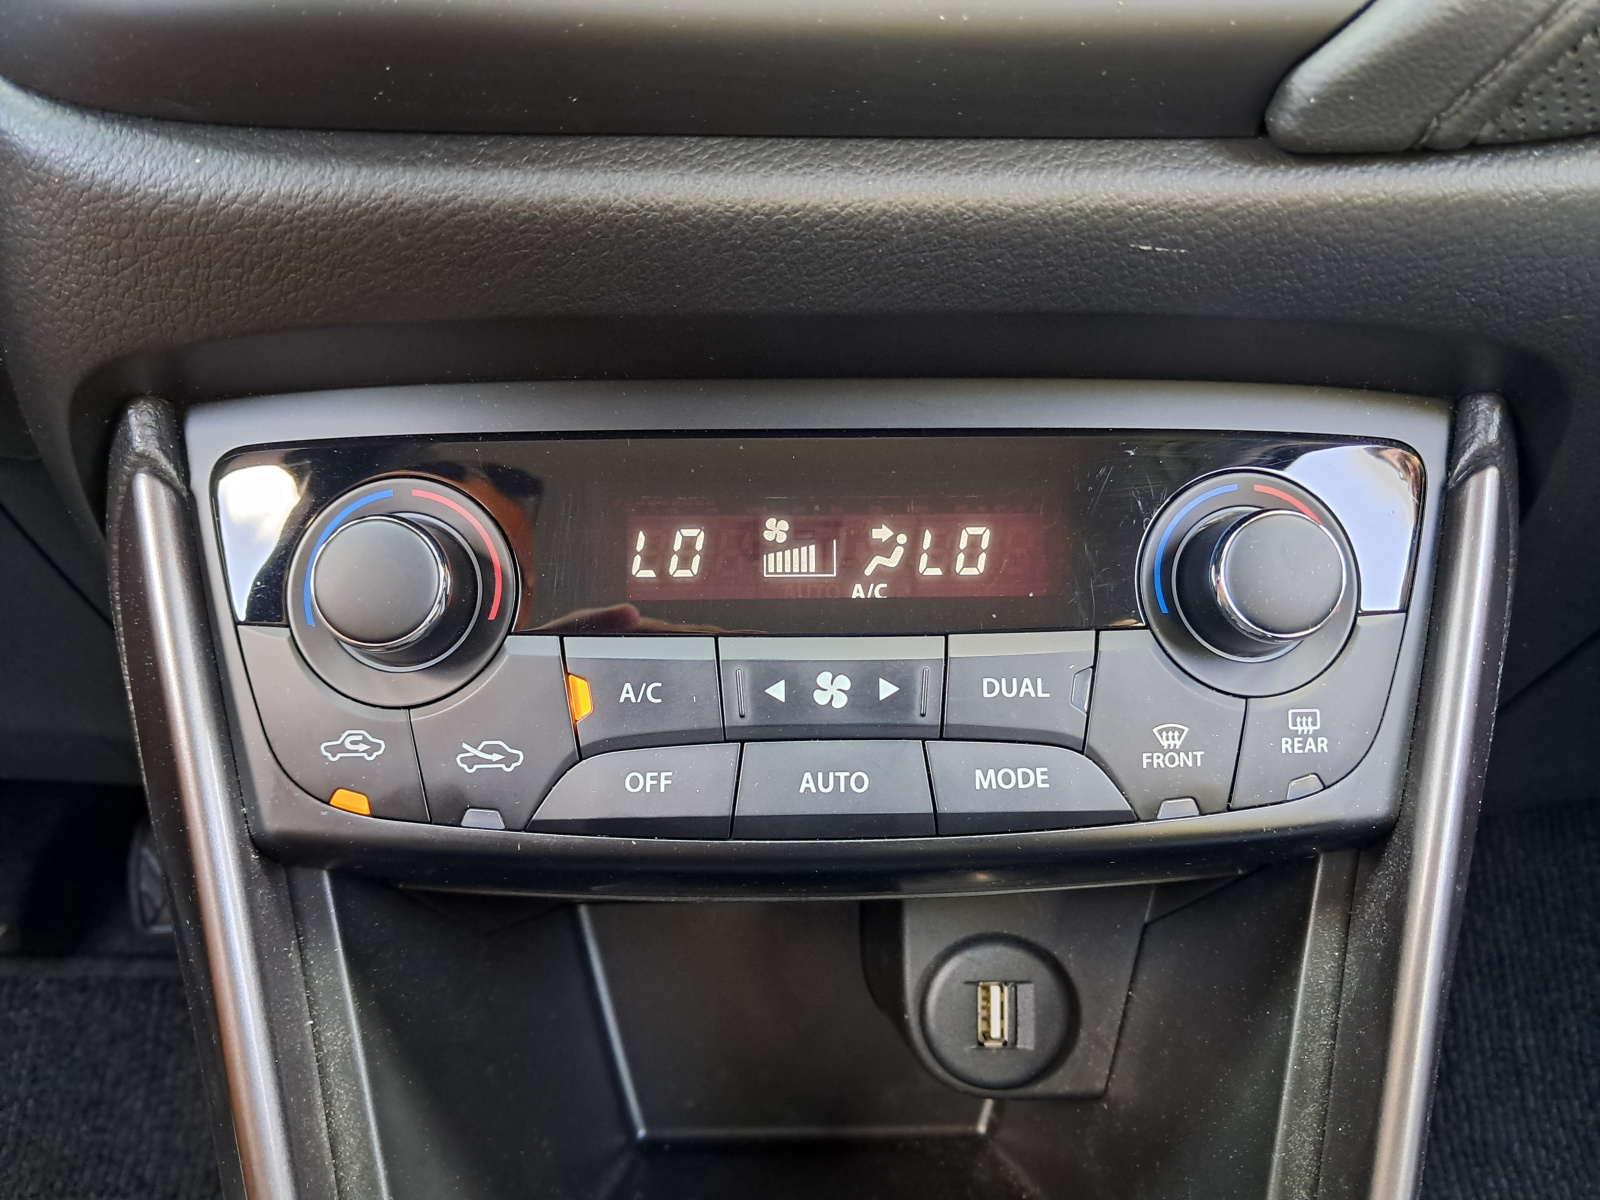 LO LO
A/C
A/C
DUAL
FRONT
REAR
OFF
AUTO
MODE